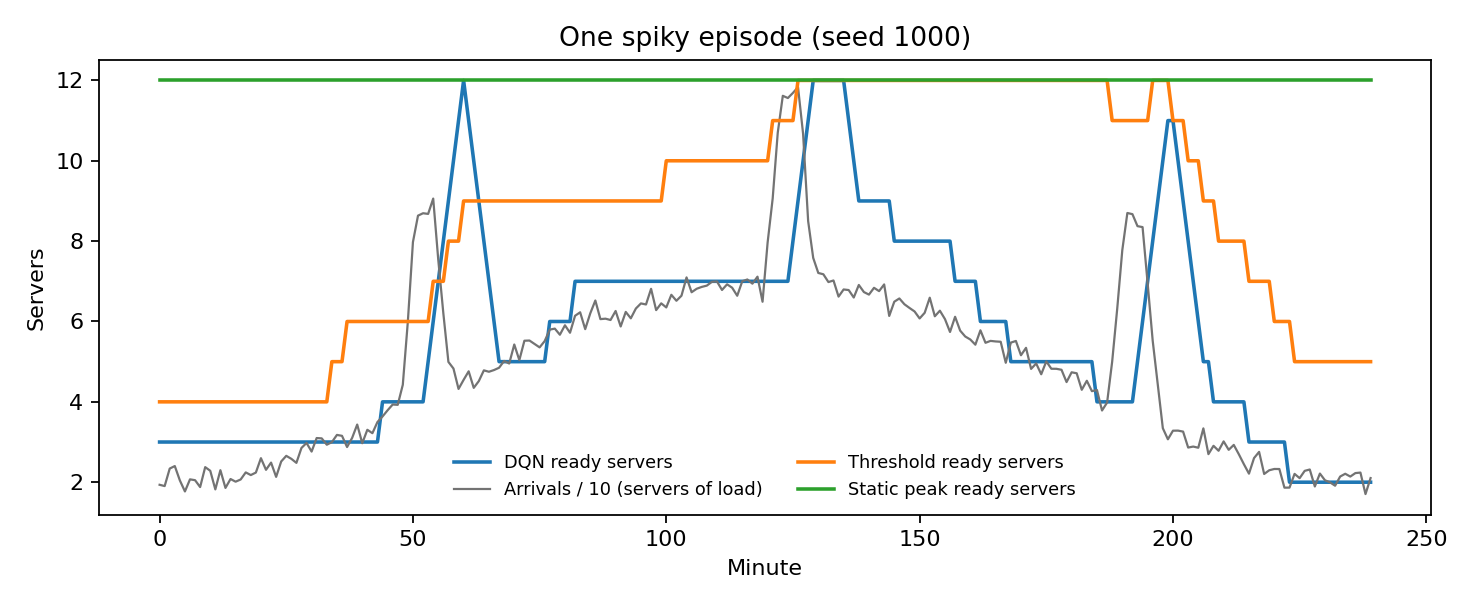 One spiky episode (seed 1000)
Servers
12
10
8
6
4
2
DQN ready servers
Arrivals / 10 (servers of load)
Threshold ready servers
Static peak ready servers
0 50 100 150 200 250
Minute